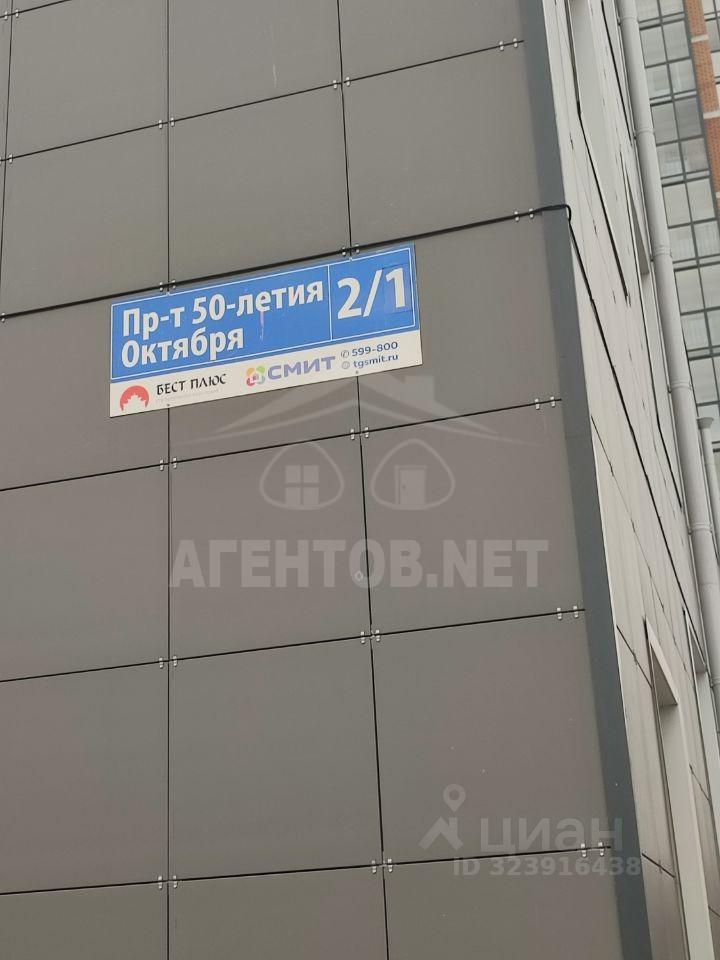 Пр-т 50-летия
Октября
2/1
БЕСТ ПЛЮС
СМИТ
599-800
tgsmit.ru
АГЕНТОВ.NET
циан
ID 323916438